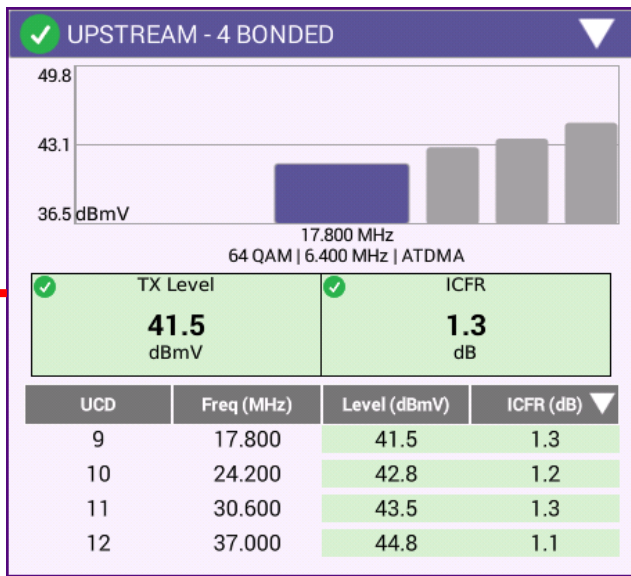 UPSTREAM - 4 BONDED
49.8
43.1
36.5 dBmV
17.800 MHz
64 QAM | 6.400 MHz | ATDMA
TX Level ICFR
41.5 1.3
dBmV dB
UCD Freq (MHz) Level (dBmV) ICFR (dB)
9 17.800 41.5 1.3
10 24.200 42.8 1.2
11 30.600 43.5 1.3
12 37.000 44.8 1.1